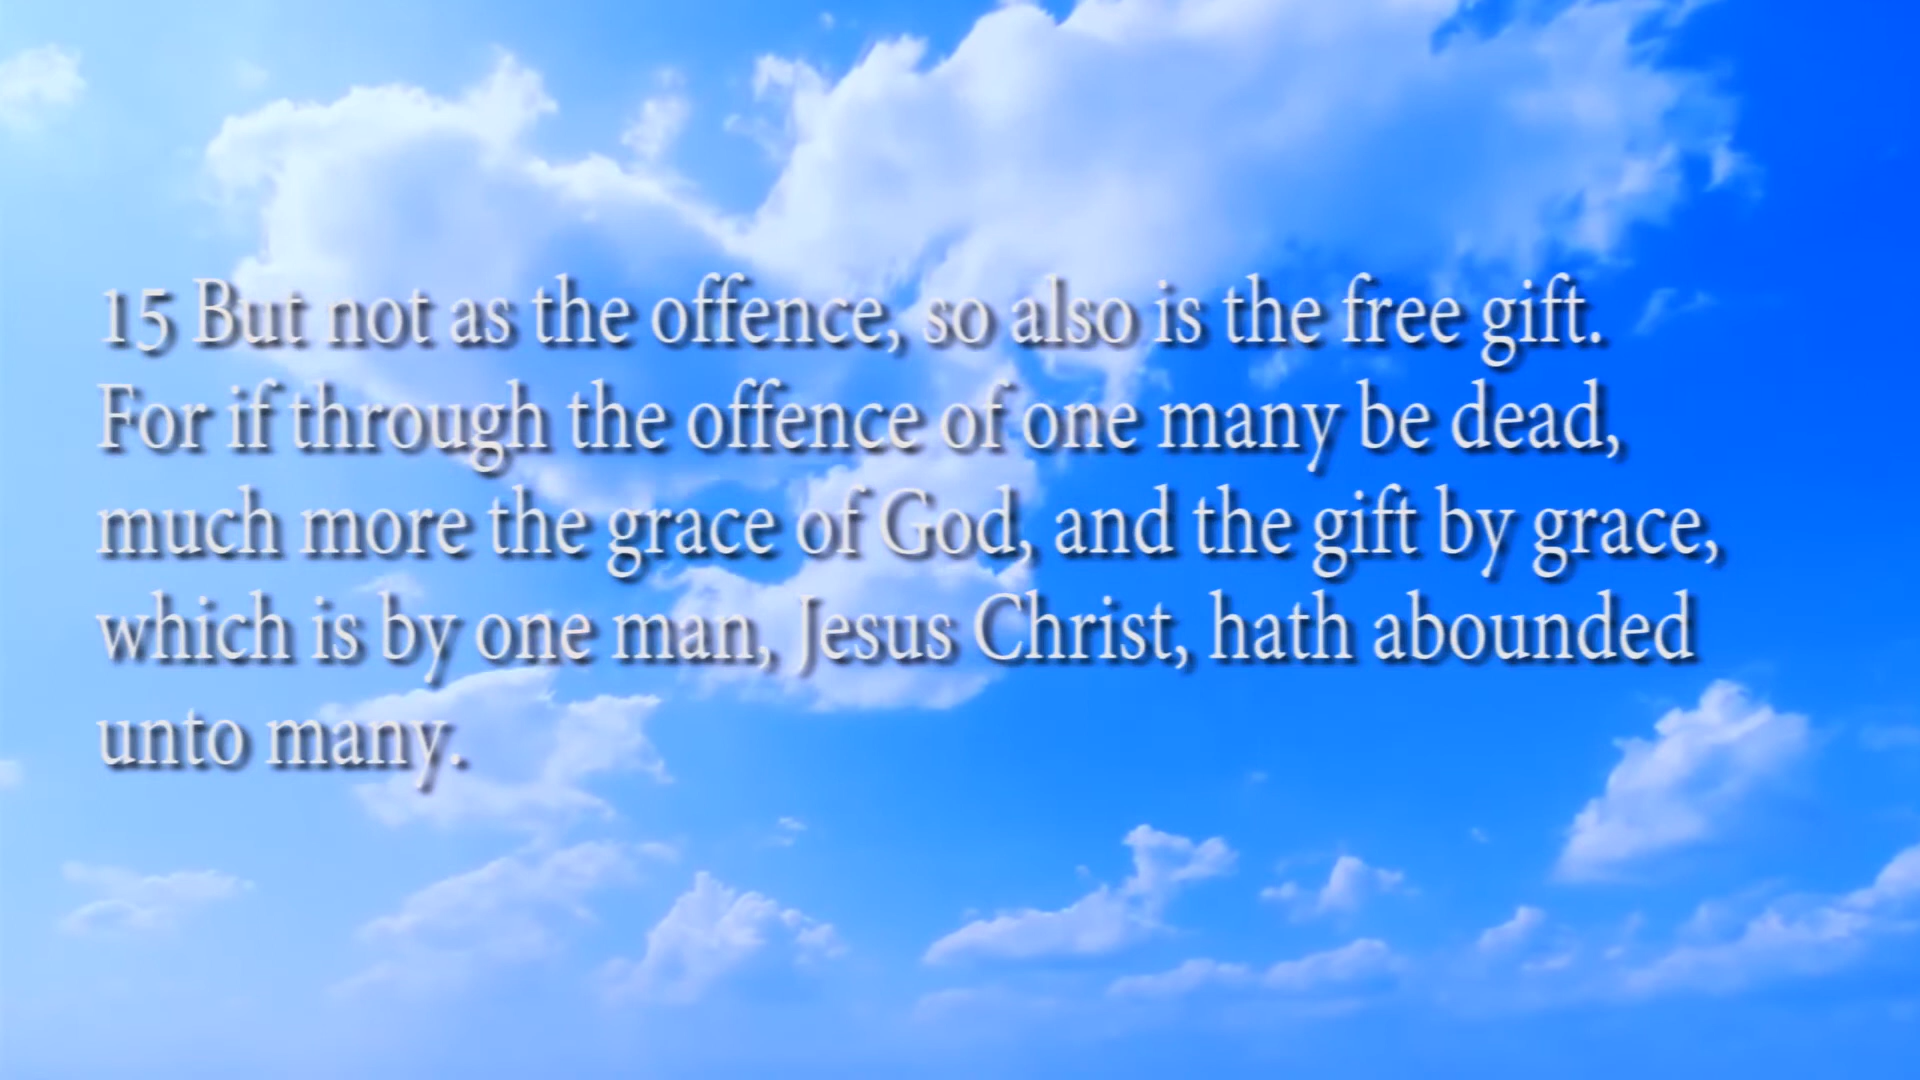 15 But not as the offence, so also is the free gift.
For if through the offence of one many be dead,
much more the grace of God, and the gift by grace,
which is by one man, Jesus Christ, hath abounded
unto many.